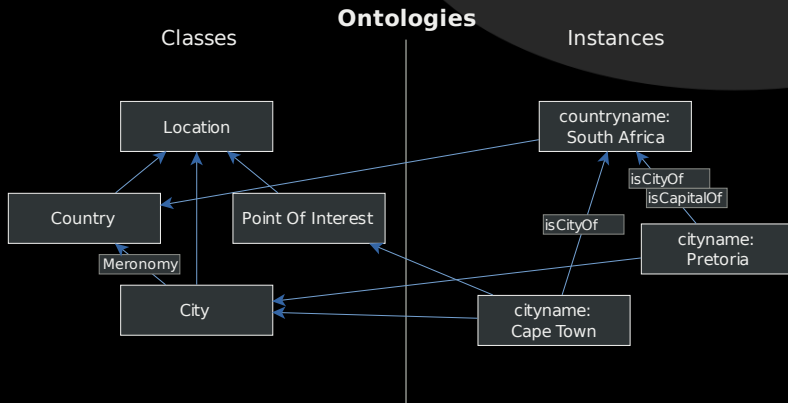 Ontologies
Classes
Instances
Location
countryname:
South Africa
isCityOf
isCapitalOf
Country
Point Of Interest
isCityOf
cityname:
Pretoria
Meronomy
City
cityname:
Cape Town